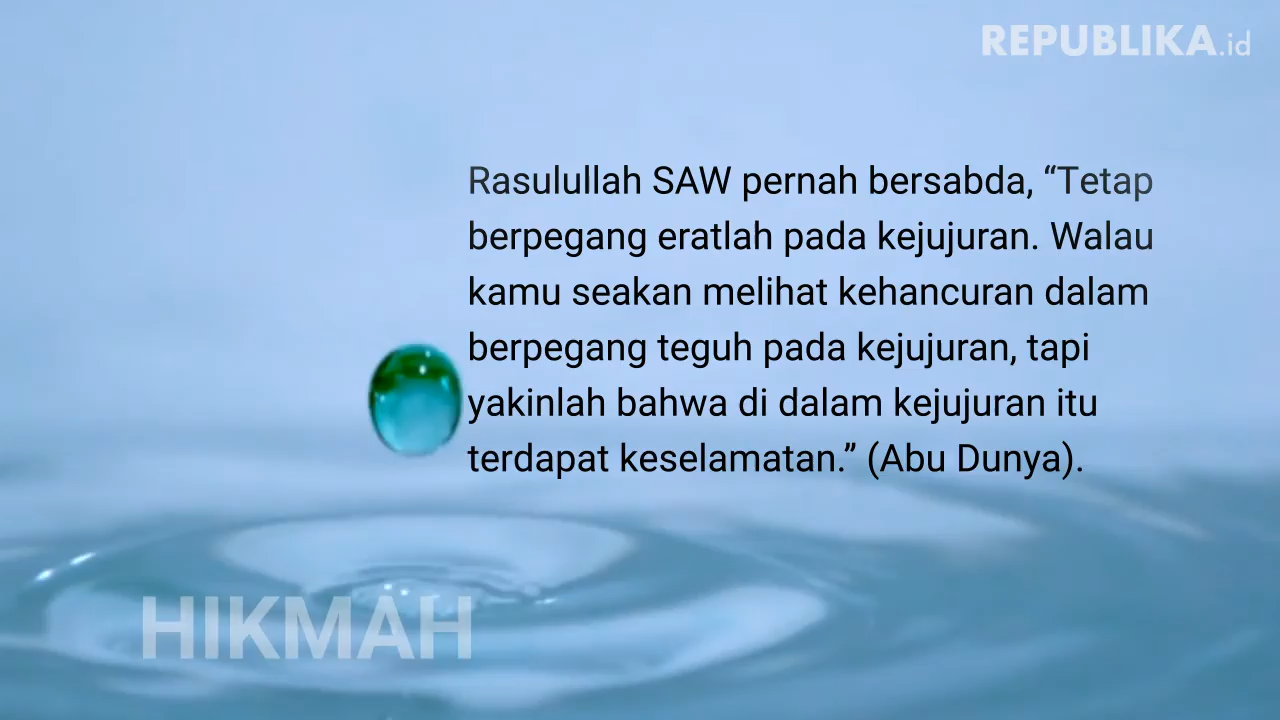 REPUBLIKA.id
Rasulullah SAW pernah bersabda, “Tetap
berpegang eratlah pada kejujuran. Walau
kamu seakan melihat kehancuran dalam
berpegang teguh pada kejujuran, tapi
yakinlah bahwa di dalam kejujuran itu
terdapat keselamatan.” (Abu Dunya).
HIKMAH